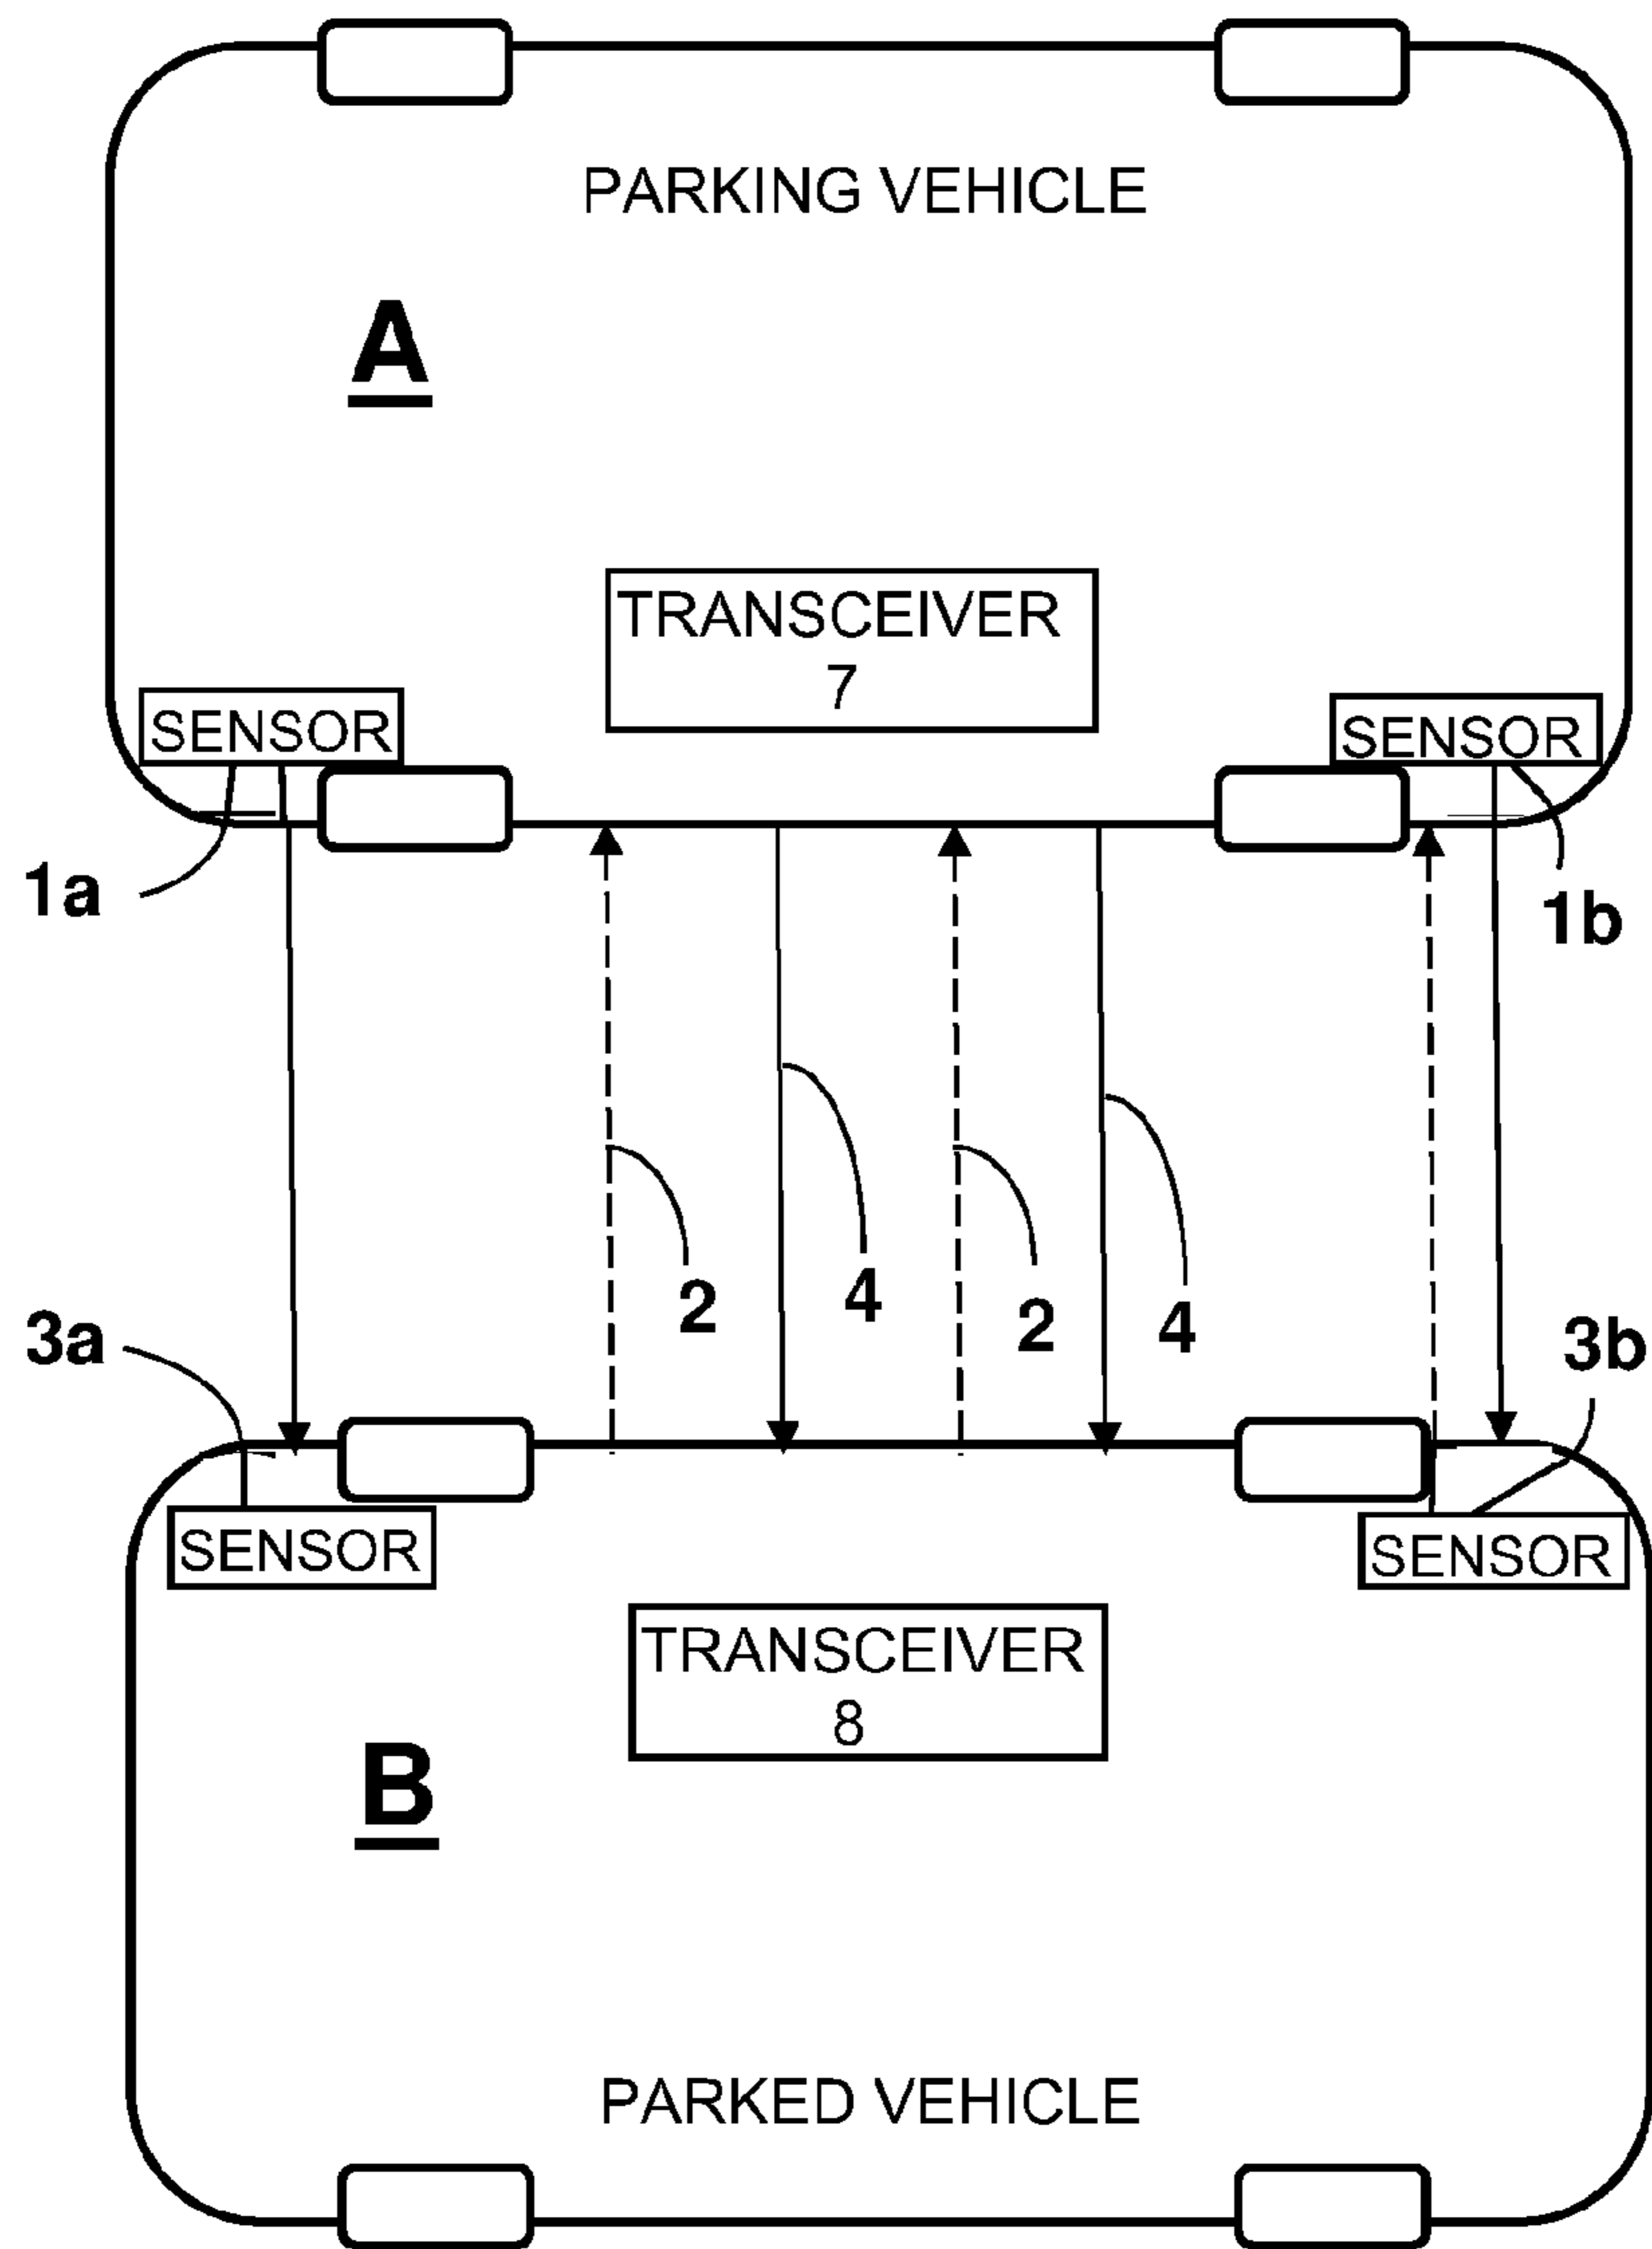 PARKING VEHICLE
A
TRANSCEIVER
7
SENSOR
SENSOR
1a
1b
2
4
2
4
3a
3b
SENSOR
SENSOR
TRANSCEIVER
8
B
PARKED VEHICLE